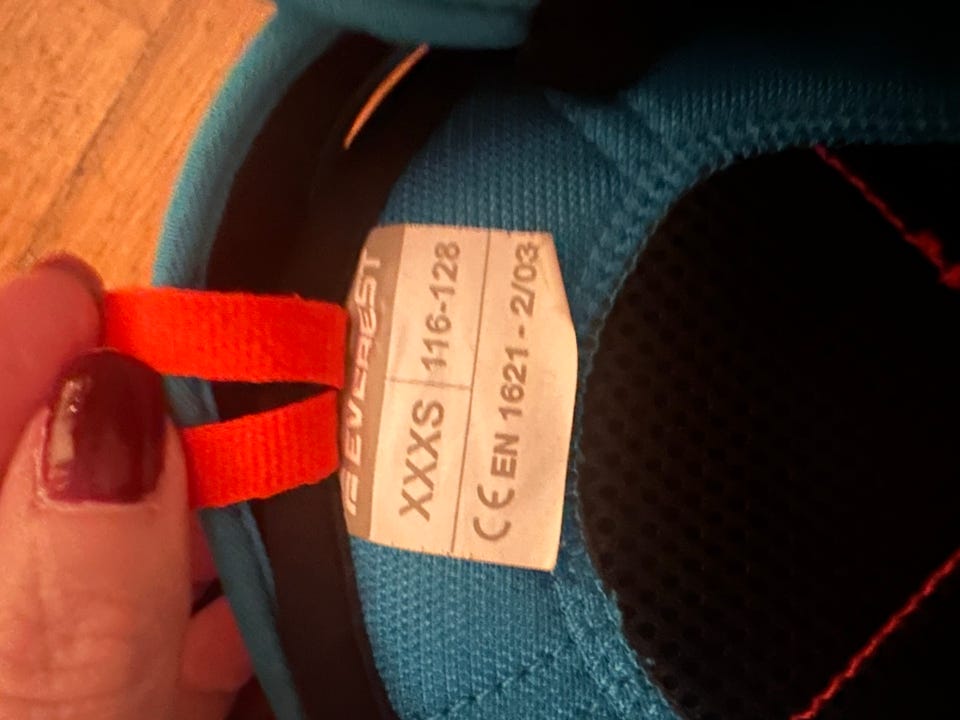 EVEREST
XXXS 116-128
CE EN 1621 - 2/03